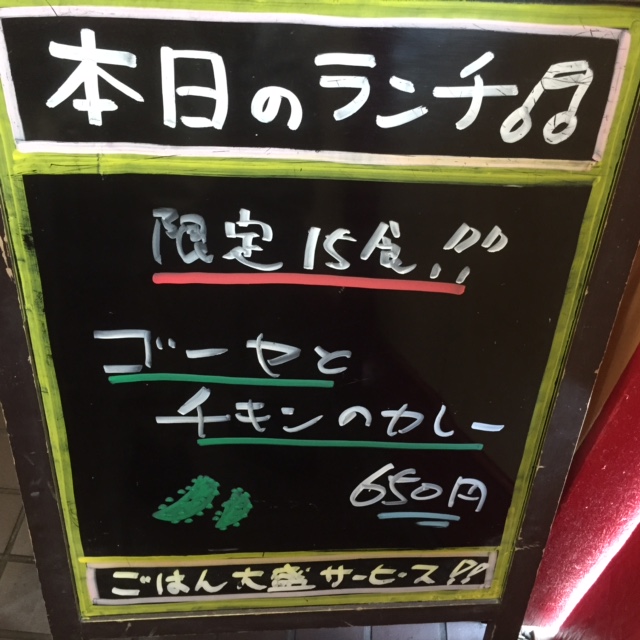 本日のランチ♫
限定15食!!
ゴーヤと
チキンのカレー
650円
ごはん大盛サービス!!